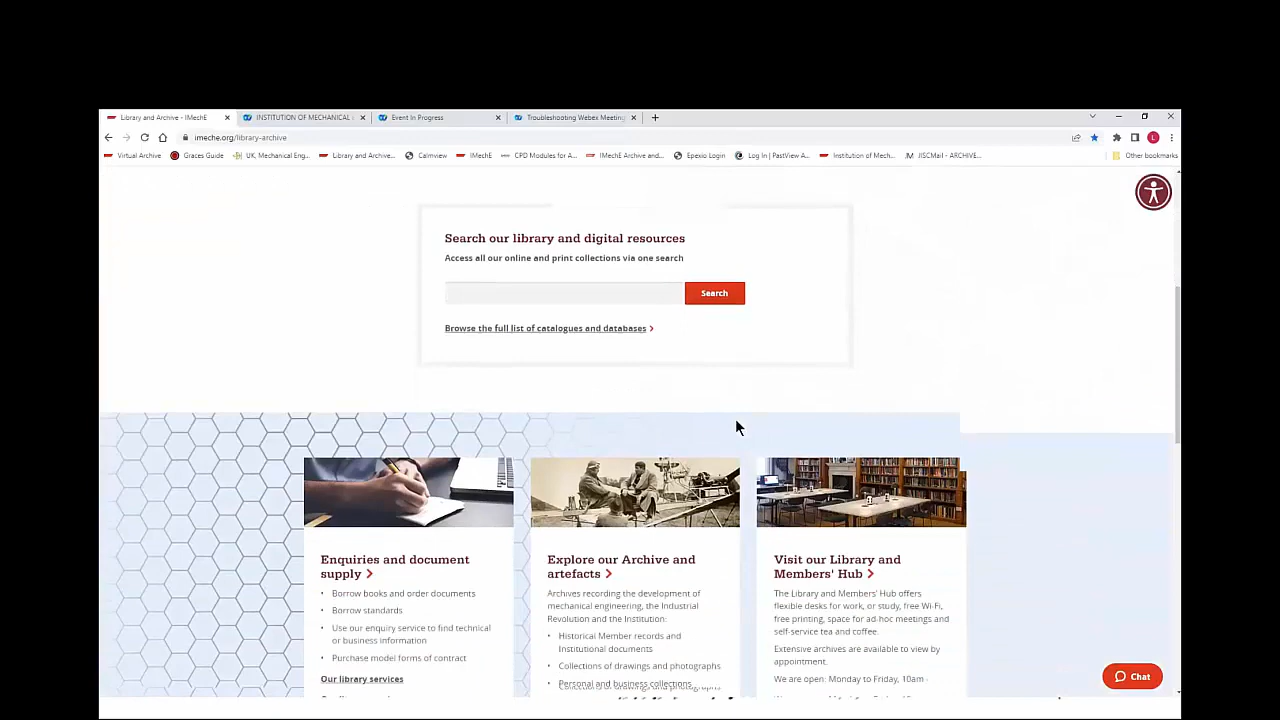 Library and Archive - IMechE
INSTITUTION OF MECHANICAL
Event In Progress
Troubleshooting Webex Meeting
imeche.org/library-archive
L
Virtual Archive
Graces Guide
UK, Mechanical Eng...
Library and Archive...
Calmview
IMechE
CPD Modules for A...
IMechE Archive and...
Epexio Login
Log In | PastView A...
Institution of Mech...
JISCMail - ARCHIVE...
Other bookmarks
Search our library and digital resources
Access all our online and print collections via one search
Search
Browse the full list of catalogues and databases
Enquiries and document
supply
• Borrow books and order documents
• Borrow standards
• Use our enquiry service to find technical
or business information
• Purchase model forms of contract
Our library services
Explore our Archive and
artefacts
Archives recording the development of
mechanical engineering, the Industrial
Revolution and the Institution:
• Historical Member records and
Institutional documents
• Collections of drawings and photographs
• Personal and business collections
Visit our Library and
Members' Hub
The Library and Members' Hub offers
flexible desks for work, or study, free Wi-Fi,
free printing, space for ad-hoc meetings and
self-service tea and coffee.
Extensive archives are available to view by
appointment.
We are open: Monday to Friday, 10am -
Chat